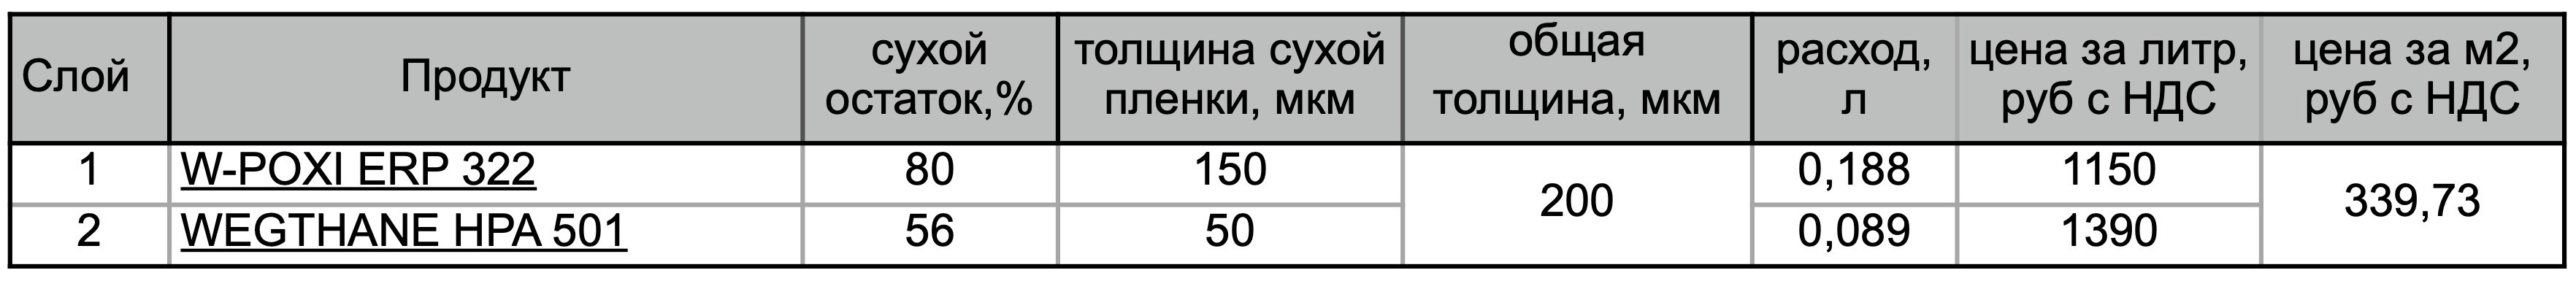 Слой Продукт сухой остаток,% толщина сухой пленки, мкм общая толщина, мкм расход, л цена за литр, руб с НДС цена за м2, руб с НДС
1 W-POXI ERP 322 80 150 200 0,188 1150 339,73
2 WEGTHANE HPA 501 56 50 0,089 1390